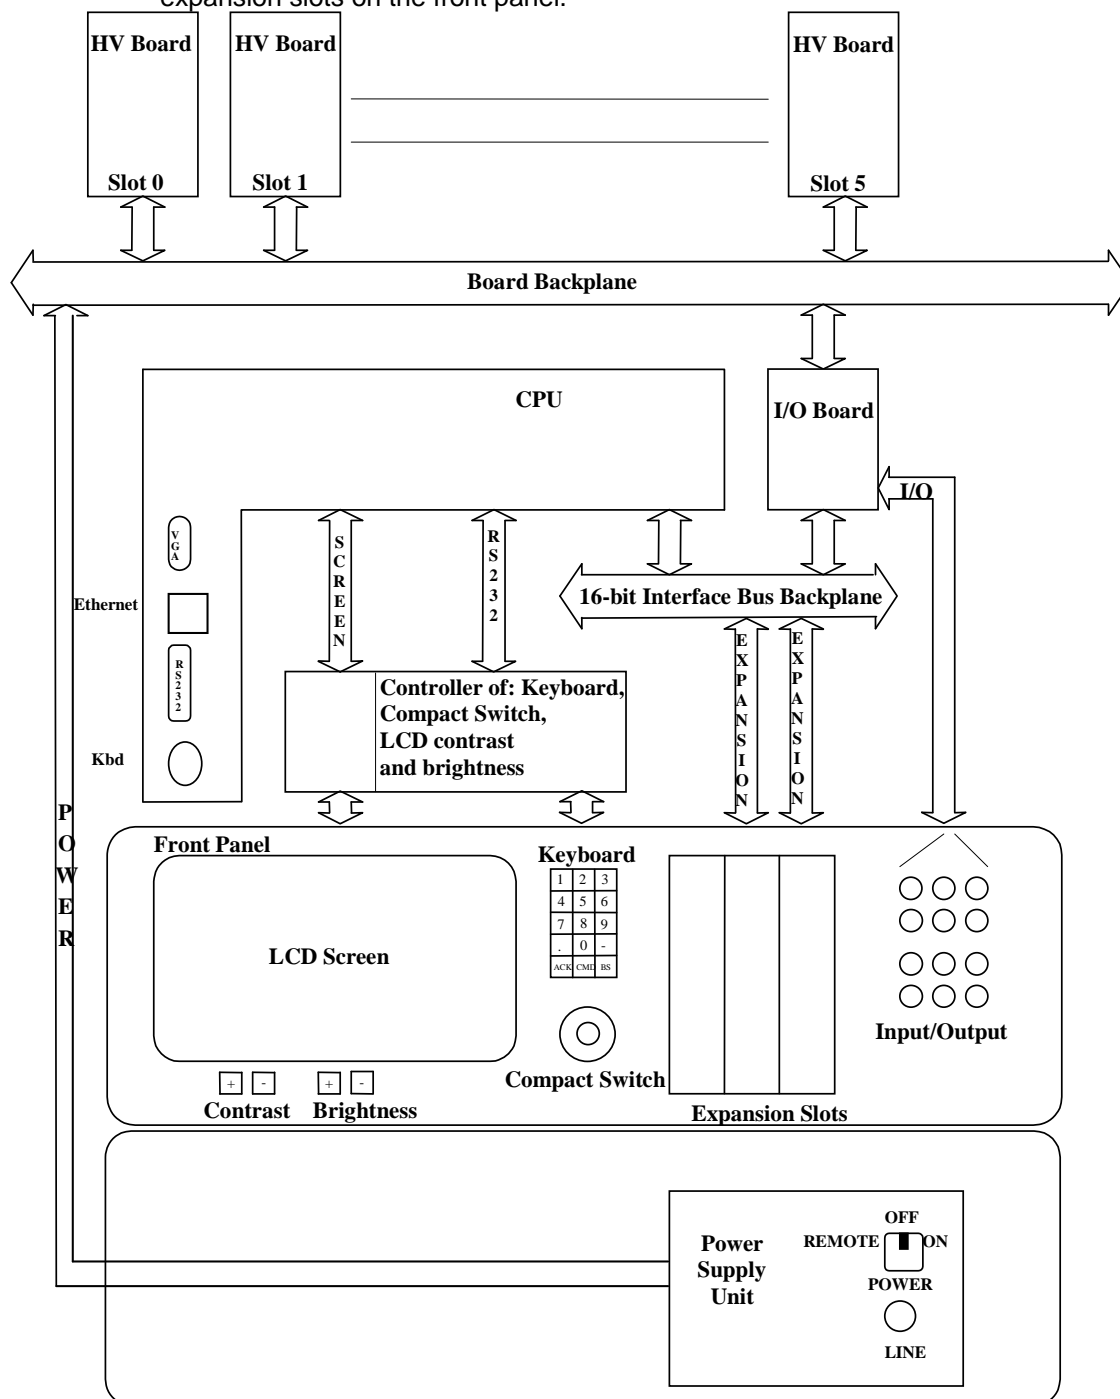 expansion slots on the front panel.
HV Board
HV Board
HV Board
Slot 0
Slot 1
Slot 5
Board Backplane
CPU
I/O Board
I/O
VGA
SCREEN
RS232
Ethernet
16-bit Interface Bus Backplane
RS232
EXPANSION
EXPANSION
Controller of: Keyboard,
Compact Switch,
LCD contrast
and brightness
Kbd
POWER
Front Panel
Keyboard
1 2 3
4 5 6
7 8 9
. 0 -
ACK CMD BS
LCD Screen
Input/Output
Compact Switch
+ - + -
Contrast Brightness
Expansion Slots
OFF
REMOTE ON
Power
Supply
Unit
POWER
LINE